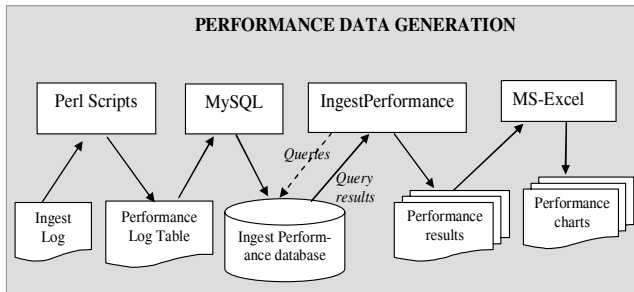 PERFORMANCE DATA GENERATION
Perl Scripts
MySQL
IngestPerformance
MS-Excel
Queries
Query
results
Ingest
Log
Performance
Log Table
Ingest Perform-
ance database
Performance
results
Performance
charts